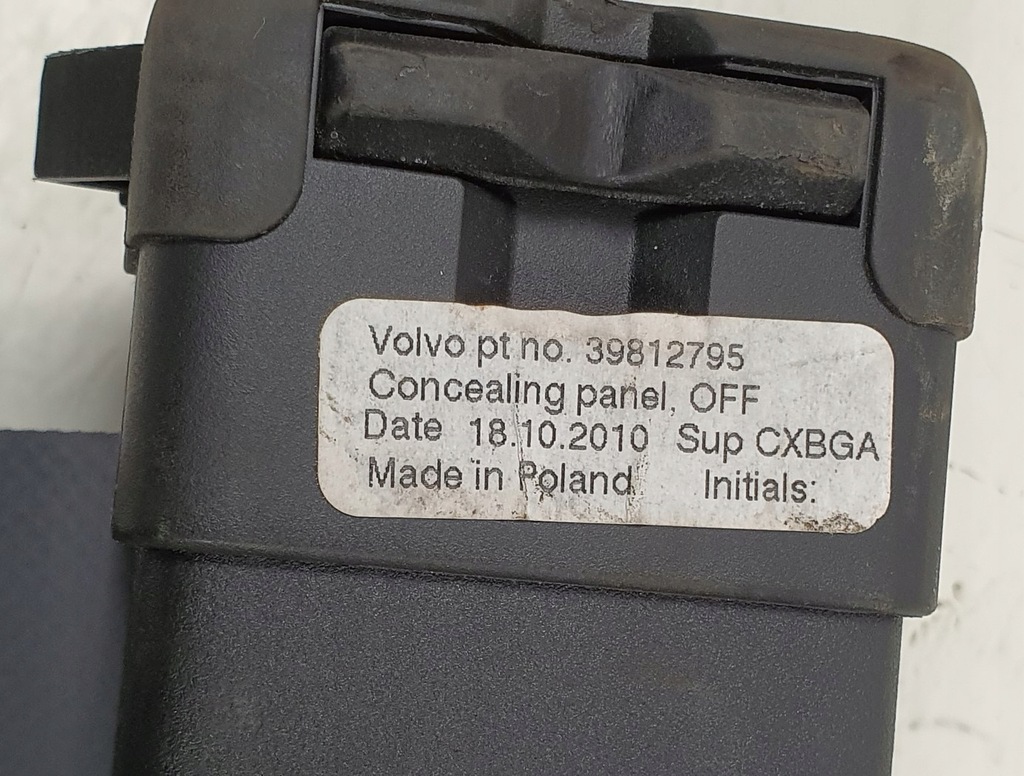 Volvo pt no. 39812795
Concealing panel, OFF
Date 18.10.2010 Sup CXBGA
Made in Poland Initials: